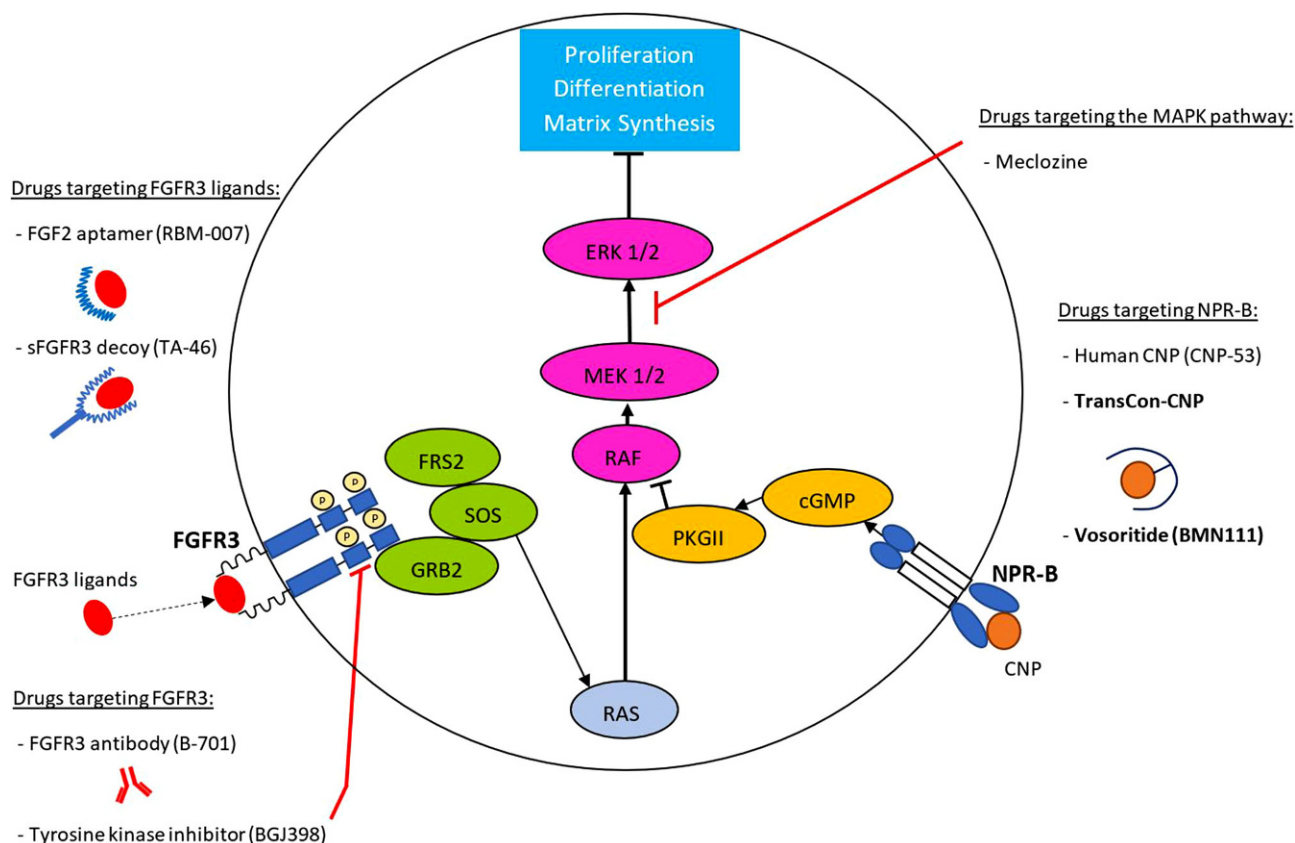 Proliferation
Differentiation
Matrix Synthesis
Drugs targeting the MAPK pathway:
- Meclozine
Drugs targeting FGFR3 ligands:
- FGF2 aptamer (RBM-007)
- sFGFR3 decoy (TA-46)
ERK 1/2
MEK 1/2
RAF
Drugs targeting NPR-B:
- Human CNP (CNP-53)
- TransCon-CNP
- Vosoritide (BMN111)
FRS2
SOS
GRB2
P
P
P
P
cGMP
PKGII
FGFR3
FGFR3 ligands
NPR-B
CNP
RAS
Drugs targeting FGFR3:
- FGFR3 antibody (B-701)
- Tyrosine kinase inhibitor (BGJ398)